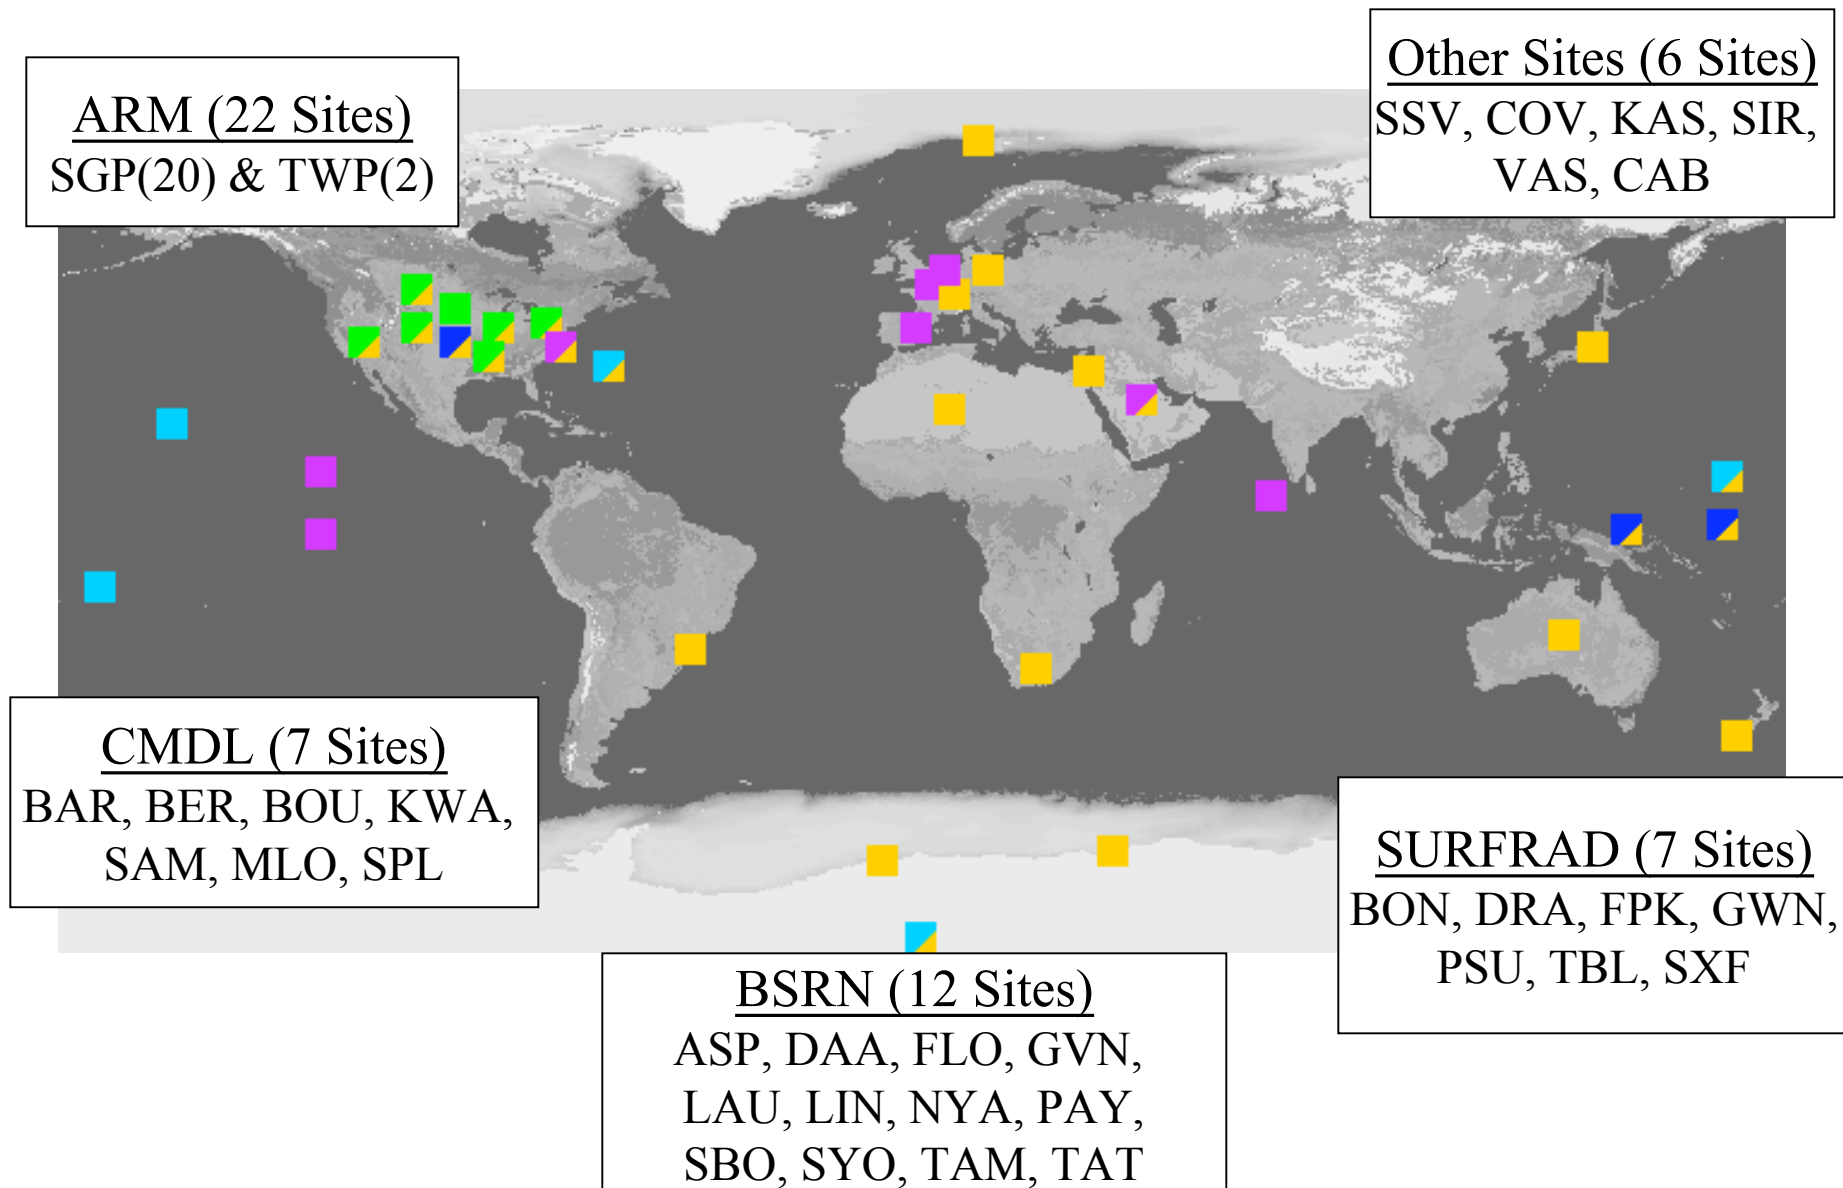 ARM (22 Sites)
SGP(20) & TWP(2)
Other Sites (6 Sites)
SSV, COV, KAS, SIR,
VAS, CAB
CMDL (7 Sites)
BAR, BER, BOU, KWA,
SAM, MLO, SPL
SURFRAD (7 Sites)
BON, DRA, FPK, GWN,
PSU, TBL, SXF
BSRN (12 Sites)
ASP, DAA, FLO, GVN,
LAU, LIN, NYA, PAY,
SBO, SYO, TAM, TAT